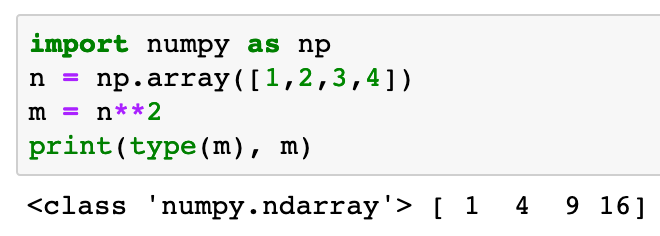 import numpy as np
n = np.array([1,2,3,4])
m = n**2
print(type(m), m)
<class 'numpy.ndarray'> [ 1  4  9 16]